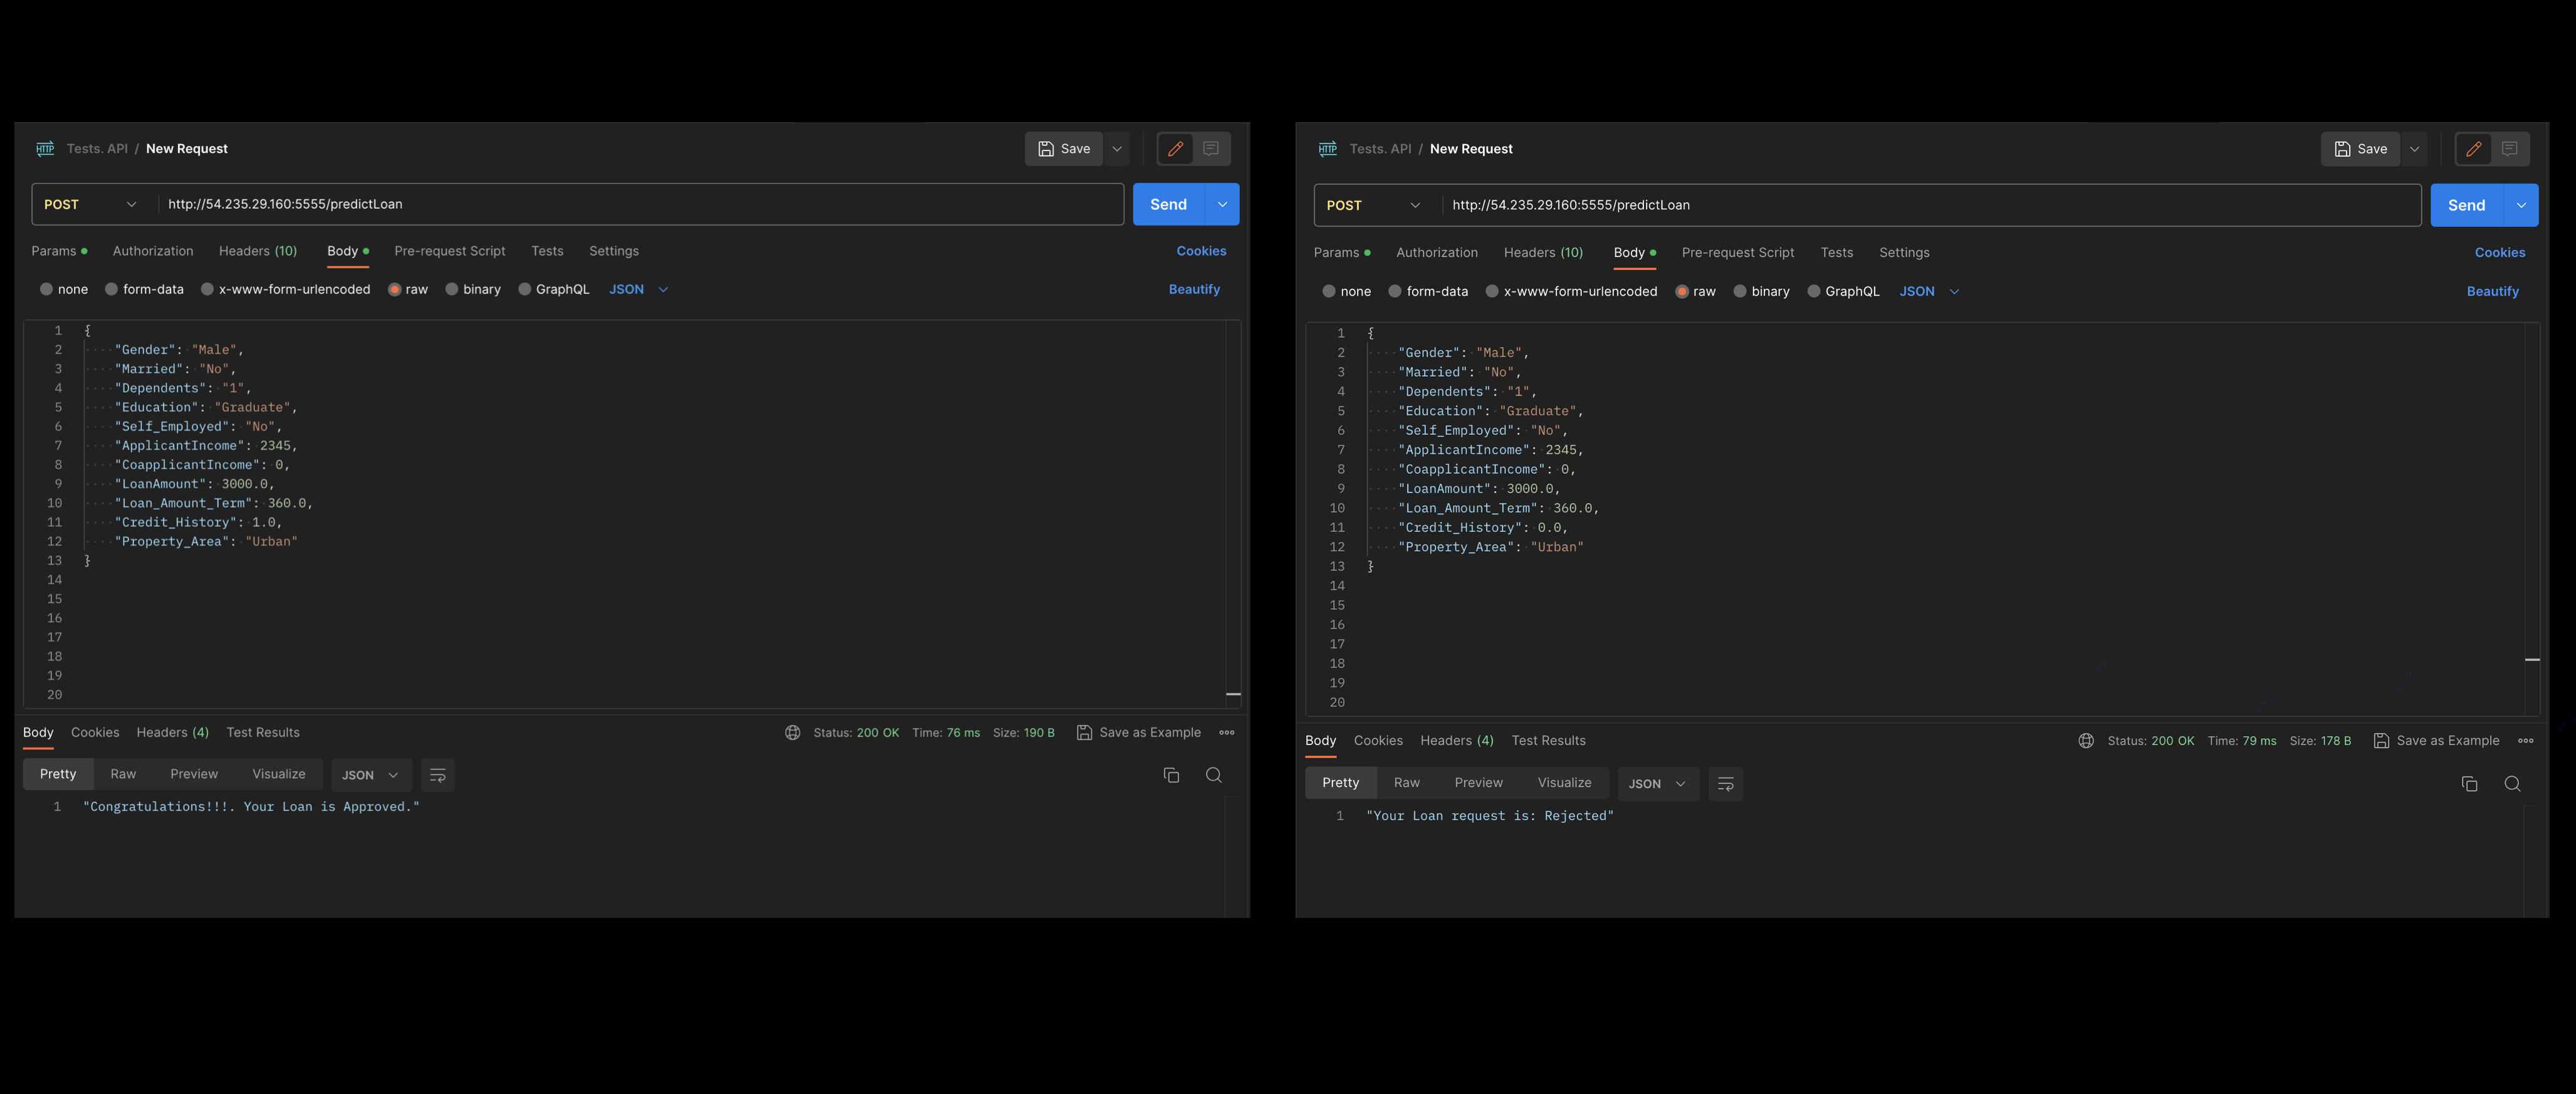 Tests. API / New Request
Save
POST http://54.235.29.160:5555/predictLoan Send
Params Authorization Headers (10) Body Pre-request Script Tests Settings Cookies
none form-data x-www-form-urlencoded raw binary GraphQL JSON Beautify
1 {
2 "Gender": "Male",
3 "Married": "No",
4 "Dependents": "1",
5 "Education": "Graduate",
6 "Self_Employed": "No",
7 "ApplicantIncome": 2345,
8 "CoapplicantIncome": 0,
9 "LoanAmount": 3000.0,
10 "Loan_Amount_Term": 360.0,
11 "Credit_History": 1.0,
12 "Property_Area": "Urban"
13 }
14
15
16
17
18
19
20
Body Cookies Headers (4) Test Results Status: 200 OK Time: 76 ms Size: 190 B Save as Example
Pretty Raw Preview Visualize JSON
1 "Congratulations!!!. Your Loan is Approved."
Tests. API / New Request
Save
POST http://54.235.29.160:5555/predictLoan Send
Params Authorization Headers (10) Body Pre-request Script Tests Settings Cookies
none form-data x-www-form-urlencoded raw binary GraphQL JSON Beautify
1 {
2 "Gender": "Male",
3 "Married": "No",
4 "Dependents": "1",
5 "Education": "Graduate",
6 "Self_Employed": "No",
7 "ApplicantIncome": 2345,
8 "CoapplicantIncome": 0,
9 "LoanAmount": 3000.0,
10 "Loan_Amount_Term": 360.0,
11 "Credit_History": 0.0,
12 "Property_Area": "Urban"
13 }
14
15
16
17
18
19
20
Body Cookies Headers (4) Test Results Status: 200 OK Time: 79 ms Size: 178 B Save as Example
Pretty Raw Preview Visualize JSON
1 "Your Loan request is: Rejected"